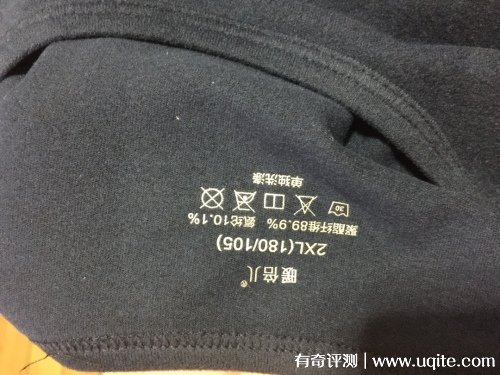 暖倍儿®
2XL(180/105)
聚酯纤维89.9% 氨纶10.1%
30
单独洗涤
有奇评测 | www.uqite.com